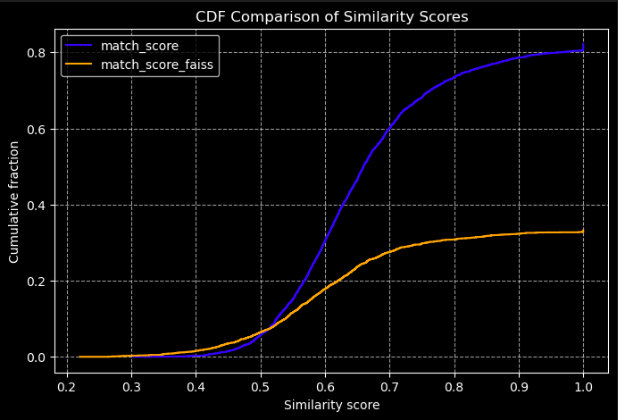 CDF Comparison of Similarity Scores
match_score
match_score_faiss
Cumulative fraction
0.8
0.6
0.4
0.2
0.0
0.2 0.3 0.4 0.5 0.6 0.7 0.8 0.9 1.0
Similarity score